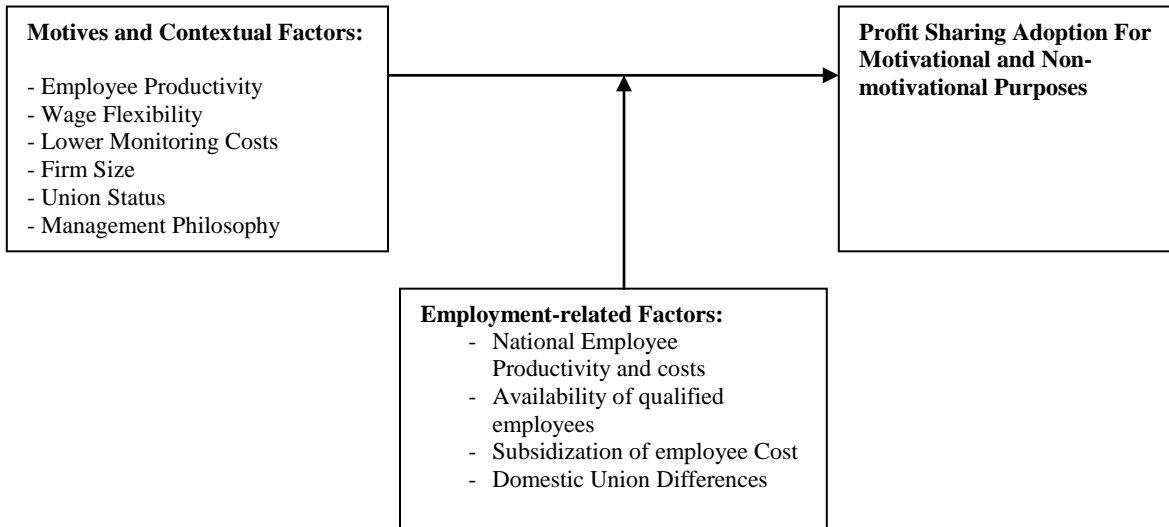 Motives and Contextual Factors:
- Employee Productivity
- Wage Flexibility
- Lower Monitoring Costs
- Firm Size
- Union Status
- Management Philosophy
Profit Sharing Adoption For
Motivational and Non-
motivational Purposes
Employment-related Factors:
- National Employee
Productivity and costs
- Availability of qualified
employees
- Subsidization of employee Cost
- Domestic Union Differences